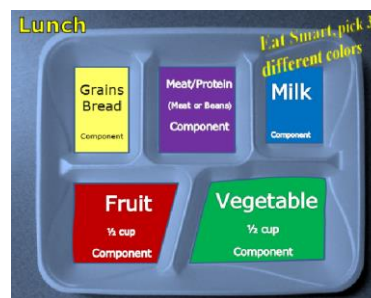 Lunch
Eat Smart, pick 3
different colors
Grains
Bread
Component
Meat/Protein
(Meat or Beans)
Component
Milk
Component
Fruit
½ cup
Component
Vegetable
½ cup
Component